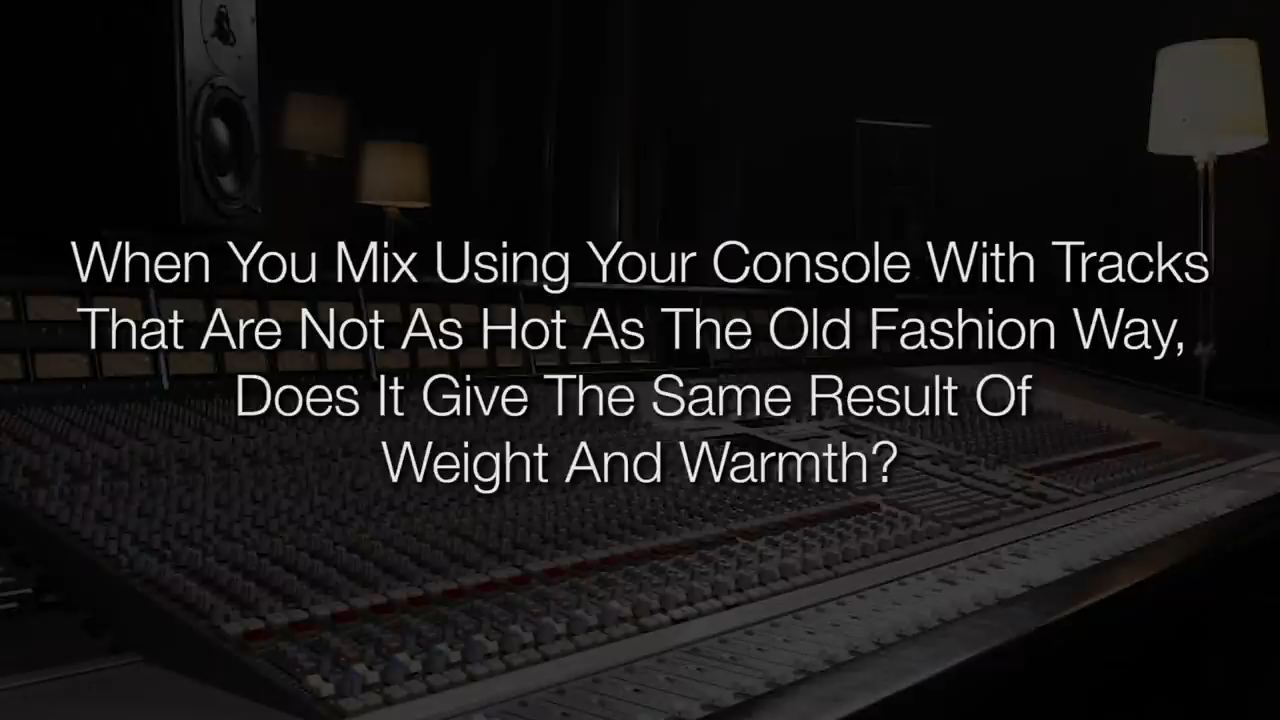 When You Mix Using Your Console With Tracks
That Are Not As Hot As The Old Fashion Way,
Does It Give The Same Result Of
Weight And Warmth?